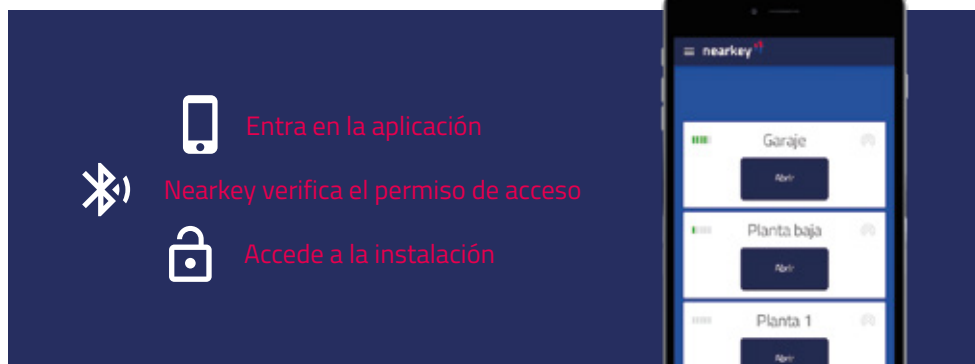 Entra en la aplicación
Nearkey verifica el permiso de acceso
Accede a la instalación
nearkey
Garaje
Abrir
Planta baja
Abrir
Planta 1
Abrir